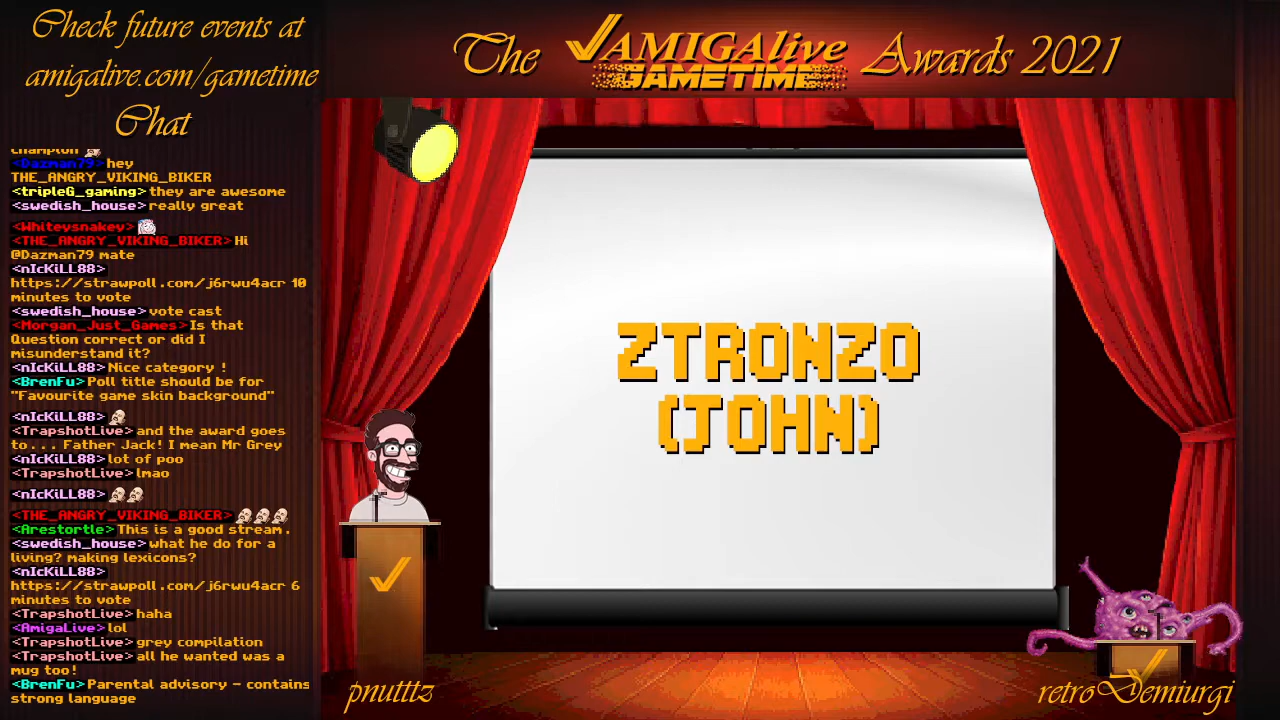 Check future events at
amigalive.com/gametime
Chat
The AMIGAlive GAMETIME Awards 2021
champion
<Dazman79> hey
THE_ANGRY_VIKING_BIKER
<tripleG_gaming> they are awesome
<swedish_house> really great
<Whiteysnakey>
<THE_ANGRY_VIKING_BIKER> Hi
@Dazman79 mate
<nIcKiLL88>
https://strawpoll.com/j6rwu4acr 10
minutes to vote
<swedish_house> vote cast
<Morgan_Just_Games> Is that
Question correct or did I
misunderstand it?
<nIcKiLL88> Nice category !
<BrenFu> Poll title should be for
"Favourite game skin background"
<nIcKiLL88>
<TrapshotLive> and the award goes
to... Father Jack! I mean Mr Grey
<nIcKiLL88> lot of poo
<TrapshotLive> lmao
<nIcKiLL88>
<THE_ANGRY_VIKING_BIKER>
<Arestortle> This is a good stream.
<swedish_house> what he do for a
living? making lexicons?
<nIcKiLL88>
https://strawpoll.com/j6rwu4acr 6
minutes to vote
<TrapshotLive> haha
<AmigaLive> lol
<TrapshotLive> grey compilation
<TrapshotLive> all he wanted was a
mug too!
<BrenFu> Parental advisory - contains
strong language
ZTRONZO
(JOHN)
pnutttz
retroDemiurgi